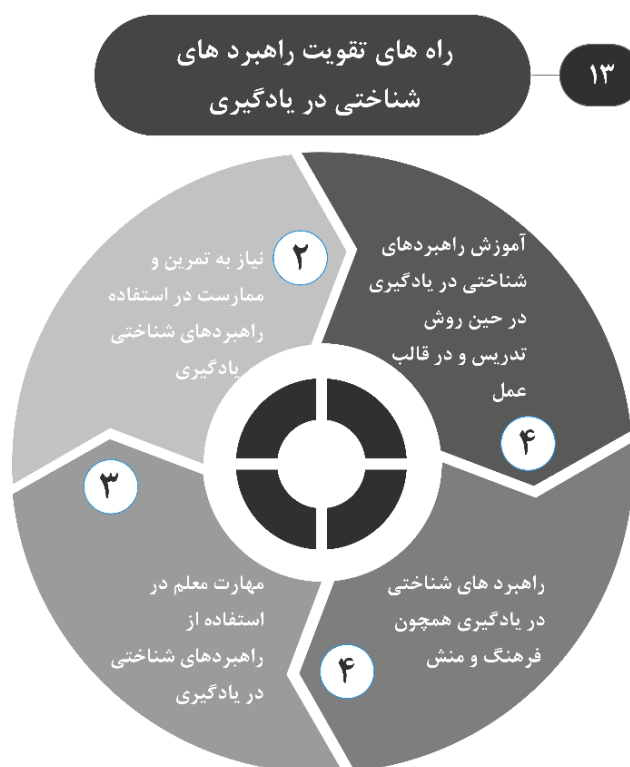 راه های تقویت راهبرد های
شناختی در یادگیری
۱۳
آموزش راهبردهای
شناختی در یادگیری
در حین روش
تدریس و در قالب
عمل
۴
۲
نیاز به تمرین و
ممارست در استفاده
راهبردهای شناختی
یادگیری
۳
مهارت معلم در
استفاده از
راهبردهای شناختی
در یادگیری
راهبرد های شناختی
در یادگیری همچون
فرهنگ و منش
۴